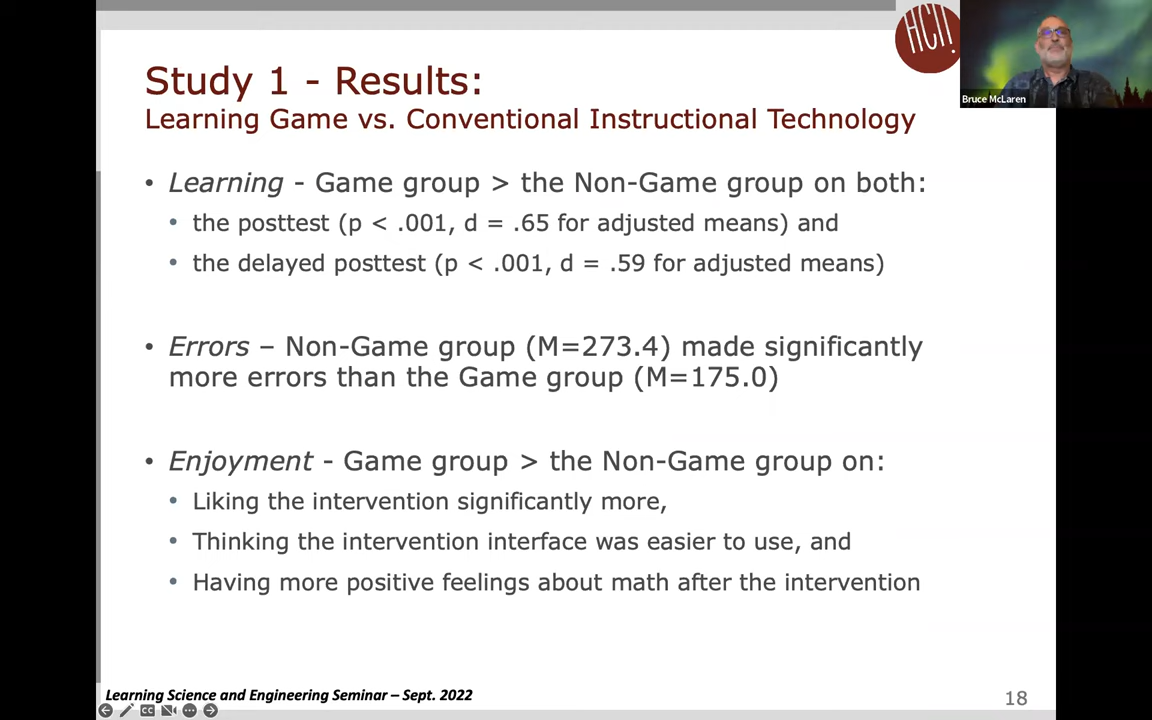 HCII!
Bruce McLaren
Study 1 - Results:
Learning Game vs. Conventional Instructional Technology
• Learning - Game group > the Non-Game group on both:
• the posttest (p < .001, d = .65 for adjusted means) and
• the delayed posttest (p < .001, d = .59 for adjusted means)
• Errors – Non-Game group (M=273.4) made significantly
more errors than the Game group (M=175.0)
• Enjoyment - Game group > the Non-Game group on:
• Liking the intervention significantly more,
• Thinking the intervention interface was easier to use, and
• Having more positive feelings about math after the intervention
Learning Science and Engineering Seminar – Sept. 2022
CC
18